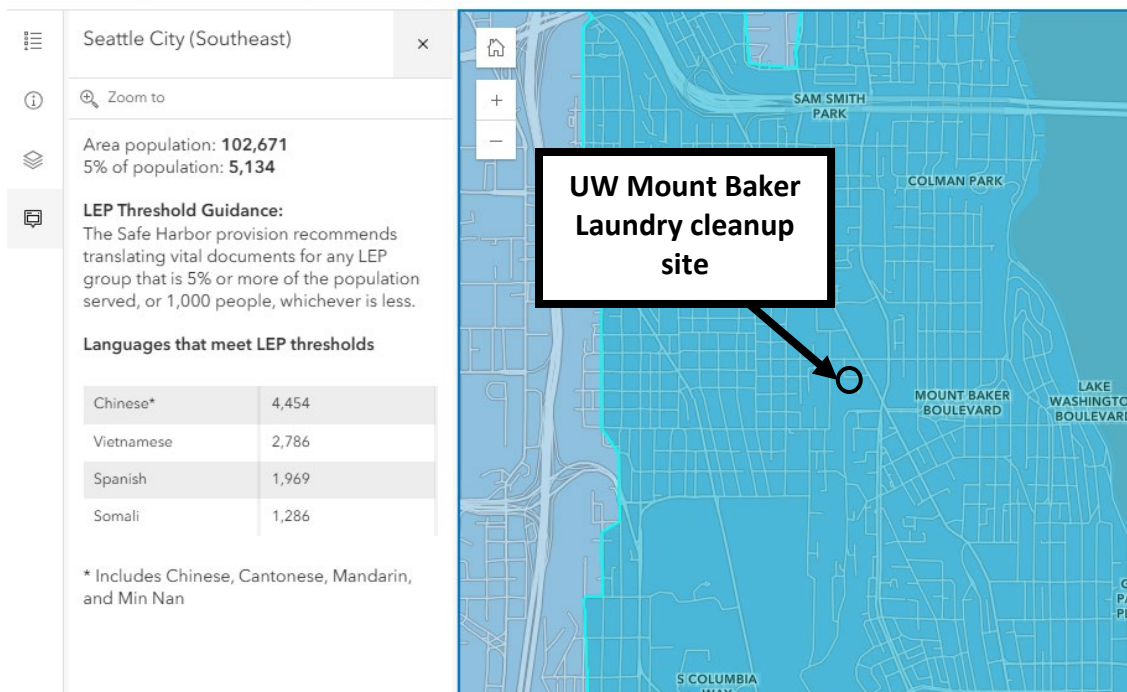 Seattle City (Southeast)
×
Zoom to
Area population: 102,671
5% of population: 5,134
LEP Threshold Guidance:
The Safe Harbor provision recommends
translating vital documents for any LEP
group that is 5% or more of the population
served, or 1,000 people, whichever is less.
Languages that meet LEP thresholds
Chinese* 4,454
Vietnamese 2,786
Spanish 1,969
Somali 1,286
* Includes Chinese, Cantonese, Mandarin,
and Min Nan
+
−
SAM SMITH
PARK
COLMAN PARK
UW Mount Baker
Laundry cleanup
site
MOUNT BAKER
BOULEVARD
LAKE
WASHINGTO
BOULEVARD
G
PA
S COLUMBIA
WAY